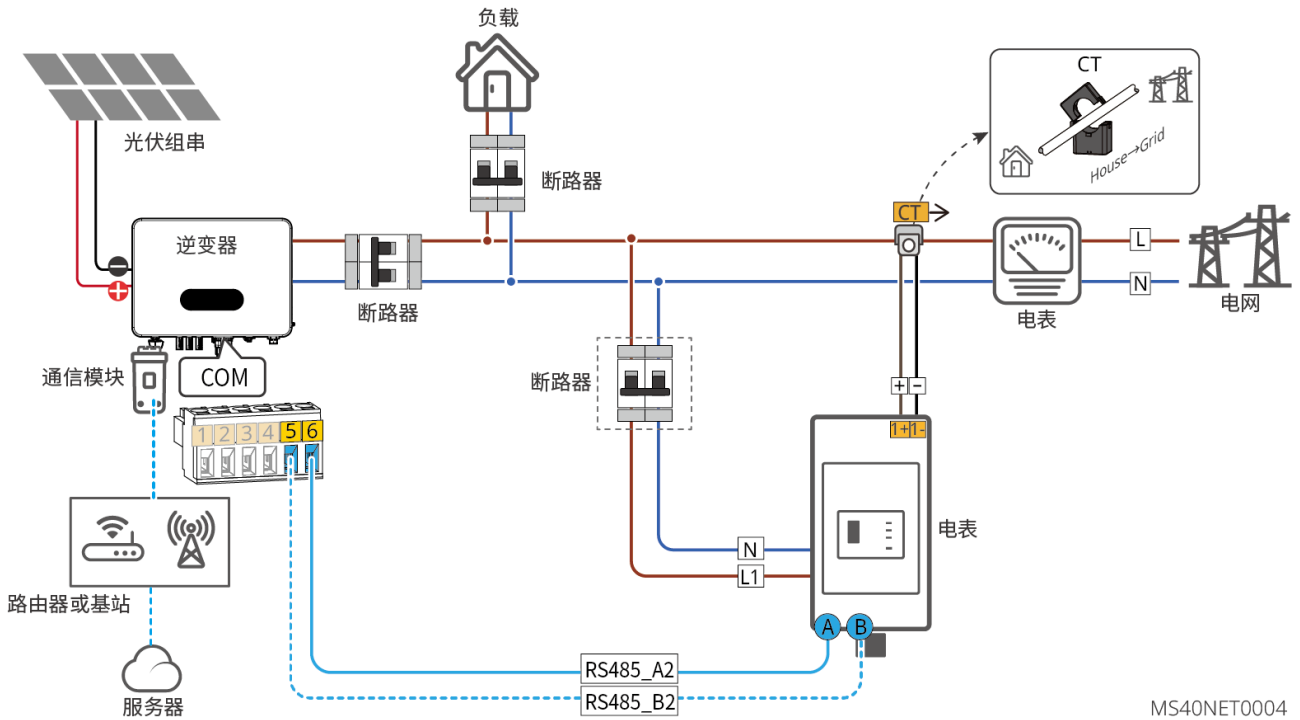 负载
CT
House→Grid
光伏组串
断路器
CT
逆变器
L
N
断路器
电表
电网
通信模块
COM
断路器
+ −
1 2 3 4 5 6
1+ 1-
电表
N
L1
路由器或基站
A B
RS485_A2
RS485_B2
服务器
MS40NET0004